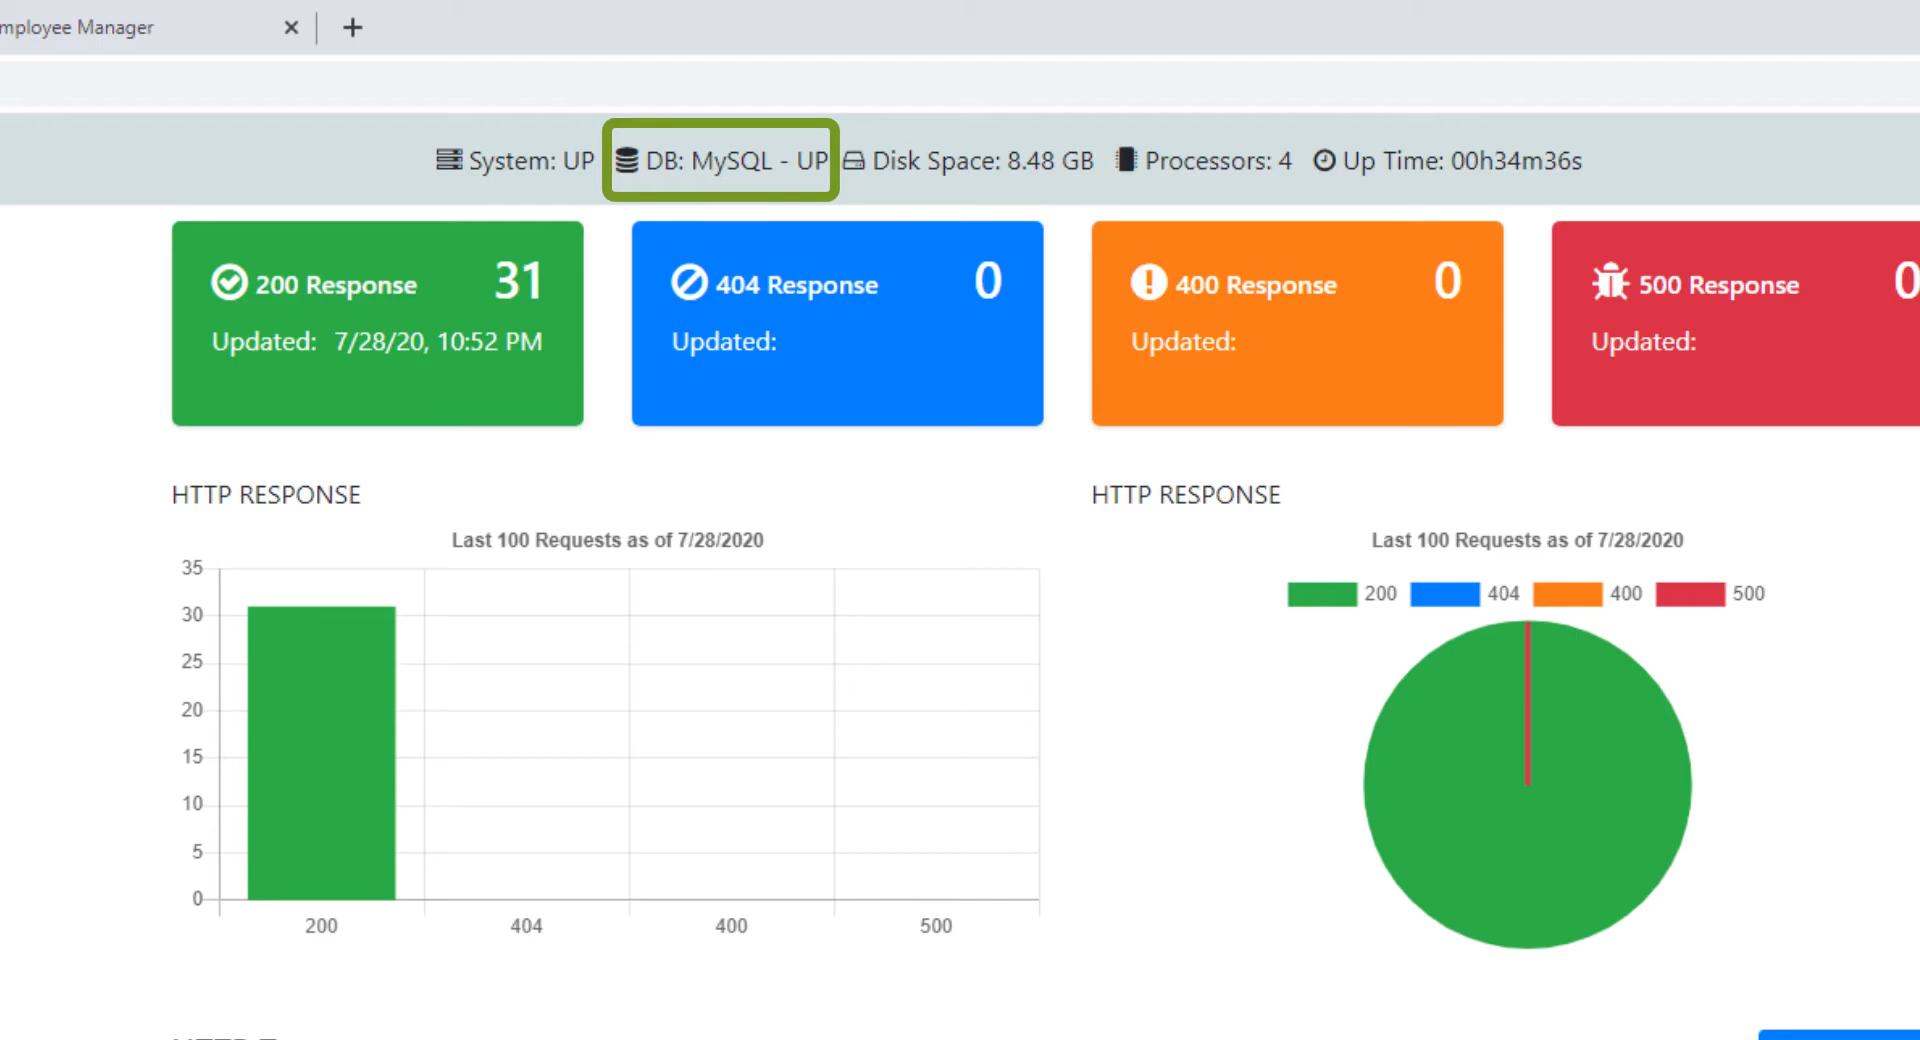 mployee Manager
System: UP DB: MySQL - UP Disk Space: 8.48 GB Processors: 4 Up Time: 00h34m36s
200 Response 31
Updated: 7/28/20, 10:52 PM
404 Response 0
Updated:
400 Response 0
Updated:
500 Response 0
Updated:
HTTP RESPONSE
Last 100 Requests as of 7/28/2020
35
30
25
20
15
10
5
0
200 404 400 500
HTTP RESPONSE
Last 100 Requests as of 7/28/2020
200 404 400 500